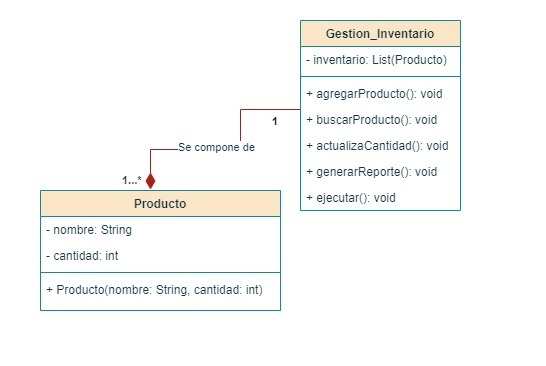 Gestion_Inventario
- inventario: List(Producto)
+ agregarProducto(): void
+ buscarProducto(): void
+ actualizaCantidad(): void
+ generarReporte(): void
+ ejecutar(): void
1
Se compone de
1...*
Producto
- nombre: String
- cantidad: int
+ Producto(nombre: String, cantidad: int)